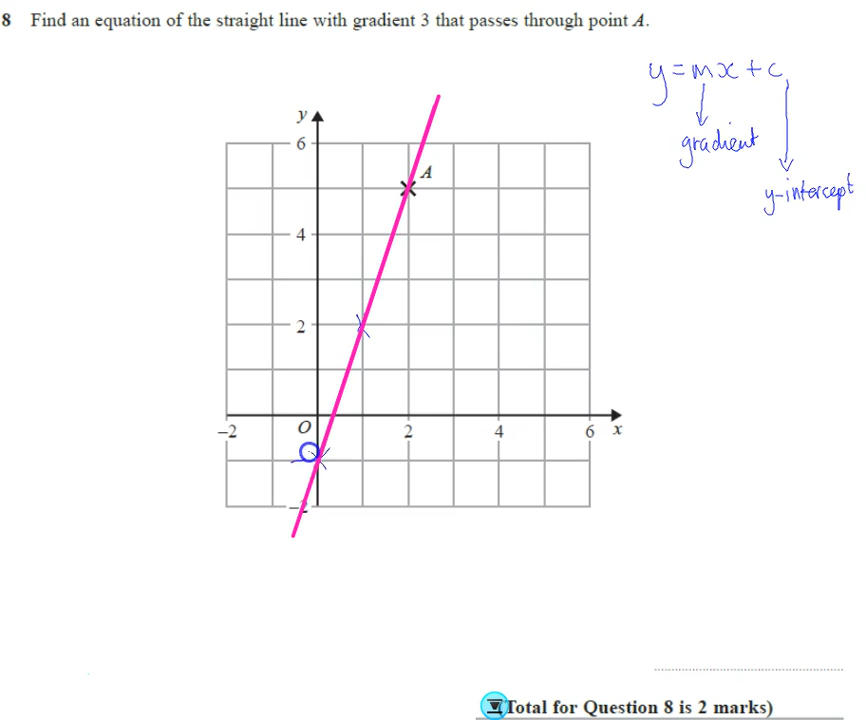 8 Find an equation of the straight line with gradient 3 that passes through point A.
y = mx + c
gradient
y-intercept
y
6
A
4
2
O
-2 2 4 6 x
Total for Question 8 is 2 marks)